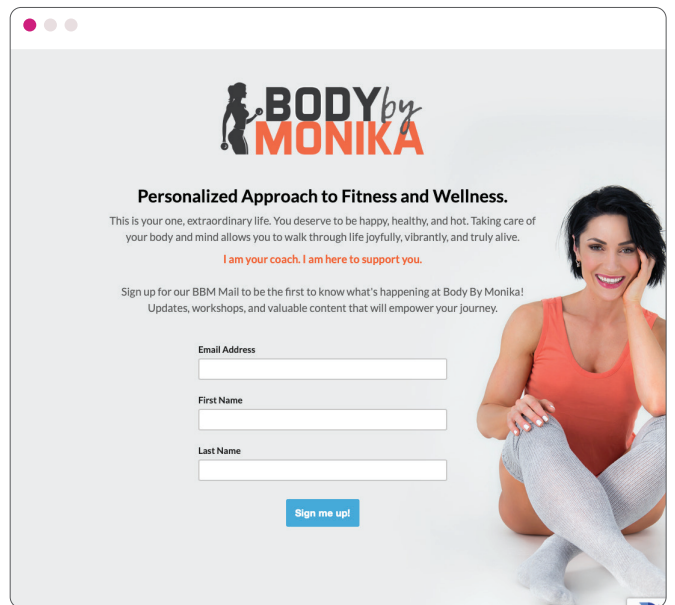 BODY by
MONIKA
Personalized Approach to Fitness and Wellness.
This is your one, extraordinary life. You deserve to be happy, healthy, and hot. Taking care of
your body and mind allows you to walk through life joyfully, vibrantly, and truly alive.
I am your coach. I am here to support you.
Sign up for our BBM Mail to be the first to know what's happening at Body By Monika!
Updates, workshops, and valuable content that will empower your journey.
Email Address
First Name
Last Name
Sign me up!